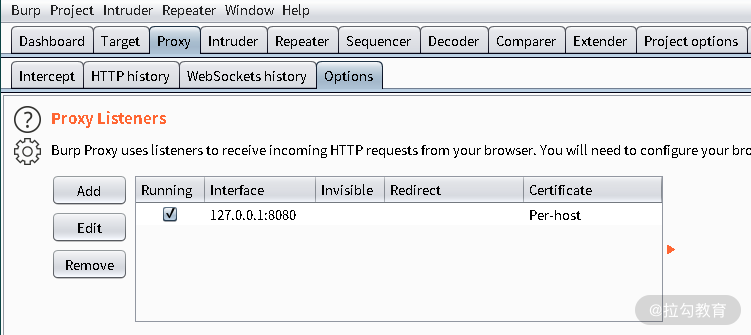 Burp Project Intruder Repeater Window Help
Dashboard Target Proxy Intruder Repeater Sequencer Decoder Comparer Extender Project options
Intercept HTTP history WebSockets history Options
? Proxy Listeners
Burp Proxy uses listeners to receive incoming HTTP requests from your browser. You will need to configure your bro
Add Running Interface Invisible Redirect Certificate
127.0.0.1:8080 Per-host
Edit
Remove
@拉勾教育